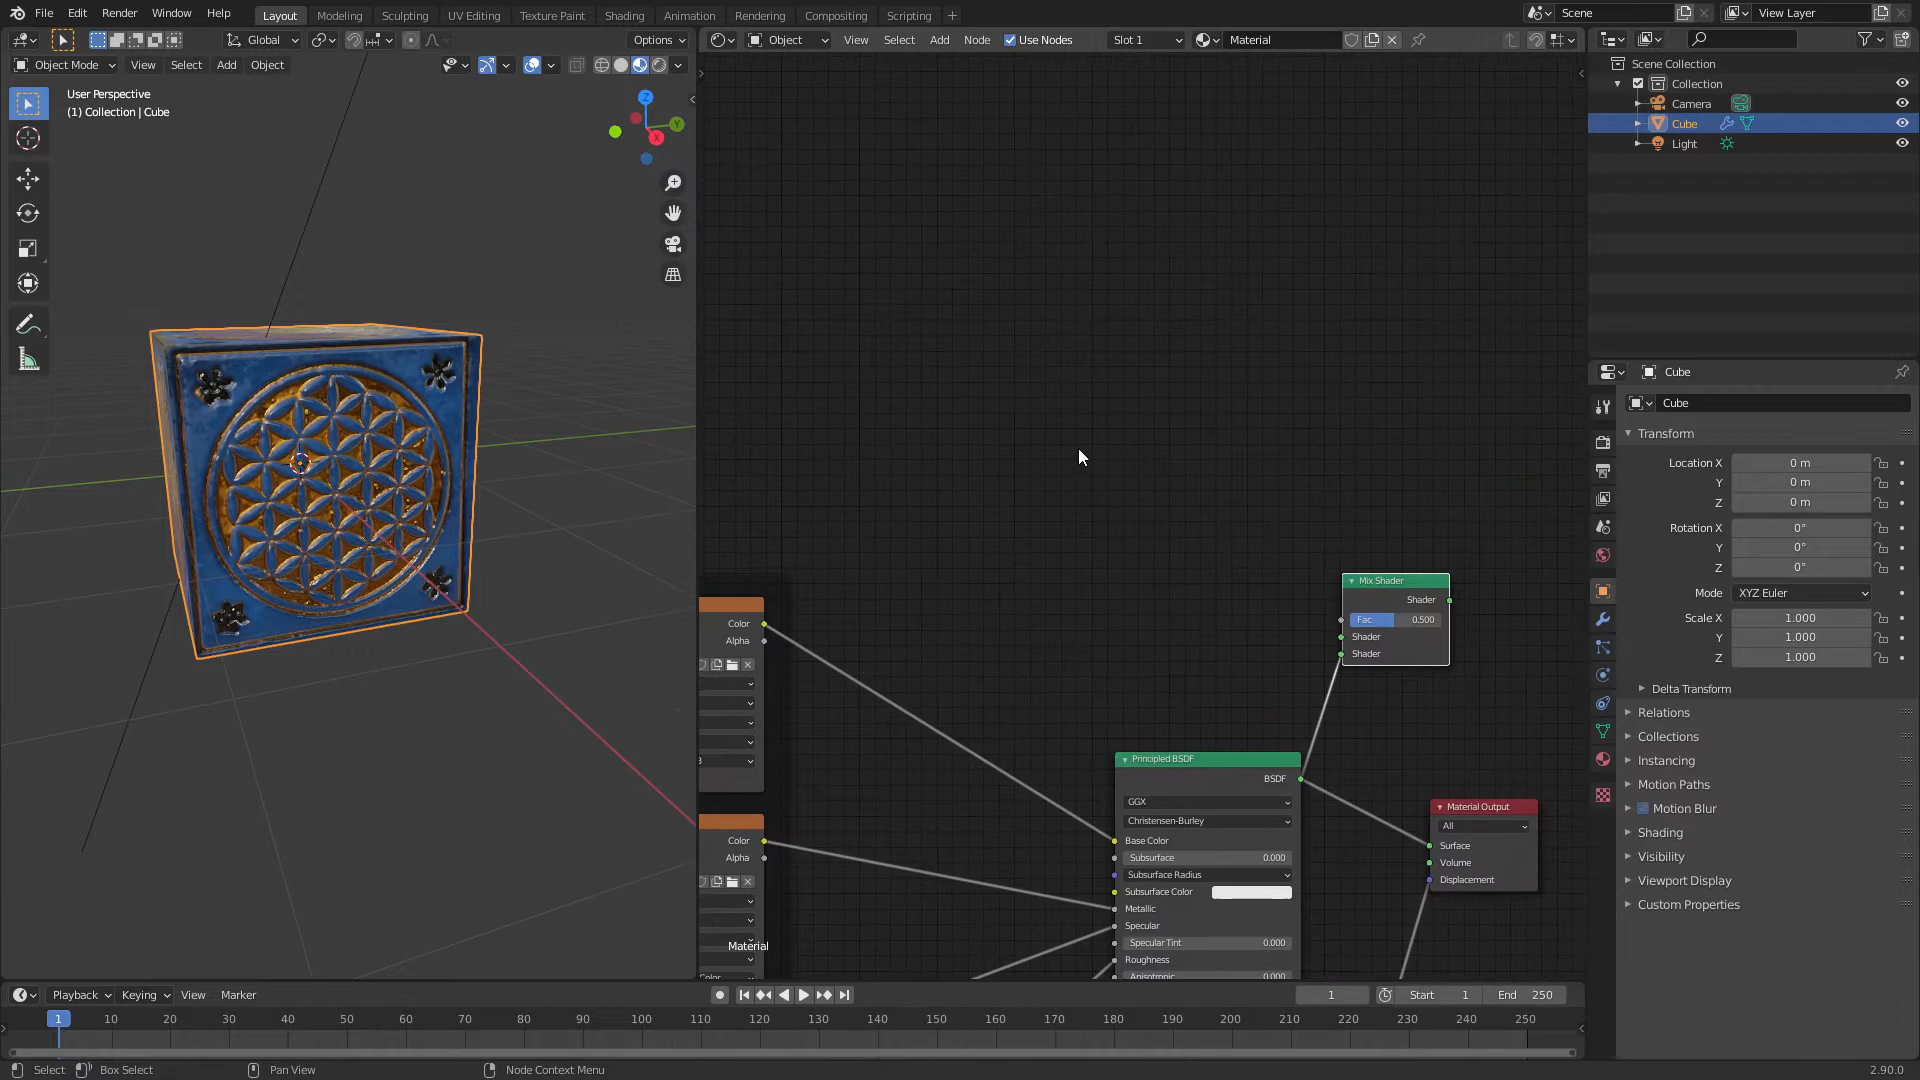 File Edit Render Window Help
Layout Modeling Sculpting UV Editing Texture Paint Shading Animation Rendering Compositing Scripting +
Scene
View Layer
Global
Options
Object
View Select Add Node
Use Nodes
Slot 1
Material
Object Mode
View Select Add Object
User Perspective
(1) Collection | Cube
Z
Y
X
Scene Collection
Collection
Camera
Cube
Light
Color
Alpha
Color
Alpha
Color
Material
Mix Shader
Shader
Fac 0.500
Shader
Shader
Principled BSDF
BSDF
GGX
Christensen-Burley
Base Color
Subsurface 0.000
Subsurface Radius
Subsurface Color
Metallic
Specular
Specular Tint 0.000
Roughness
Anisotropic 0.000
Material Output
All
Surface
Volume
Displacement
Cube
Cube
Transform
Location X 0 m
Y 0 m
Z 0 m
Rotation X 0°
Y 0°
Z 0°
Mode XYZ Euler
Scale X 1.000
Y 1.000
Z 1.000
Delta Transform
Relations
Collections
Instancing
Motion Paths
Motion Blur
Shading
Visibility
Viewport Display
Custom Properties
Playback Keying View Marker
1
Start 1
End 250
1 10 20 30 40 50 60 70 80 90 100 110 120 130 140 150 160 170 180 190 200 210 220 230 240 250
Select Box Select Pan View Node Context Menu
2.90.0